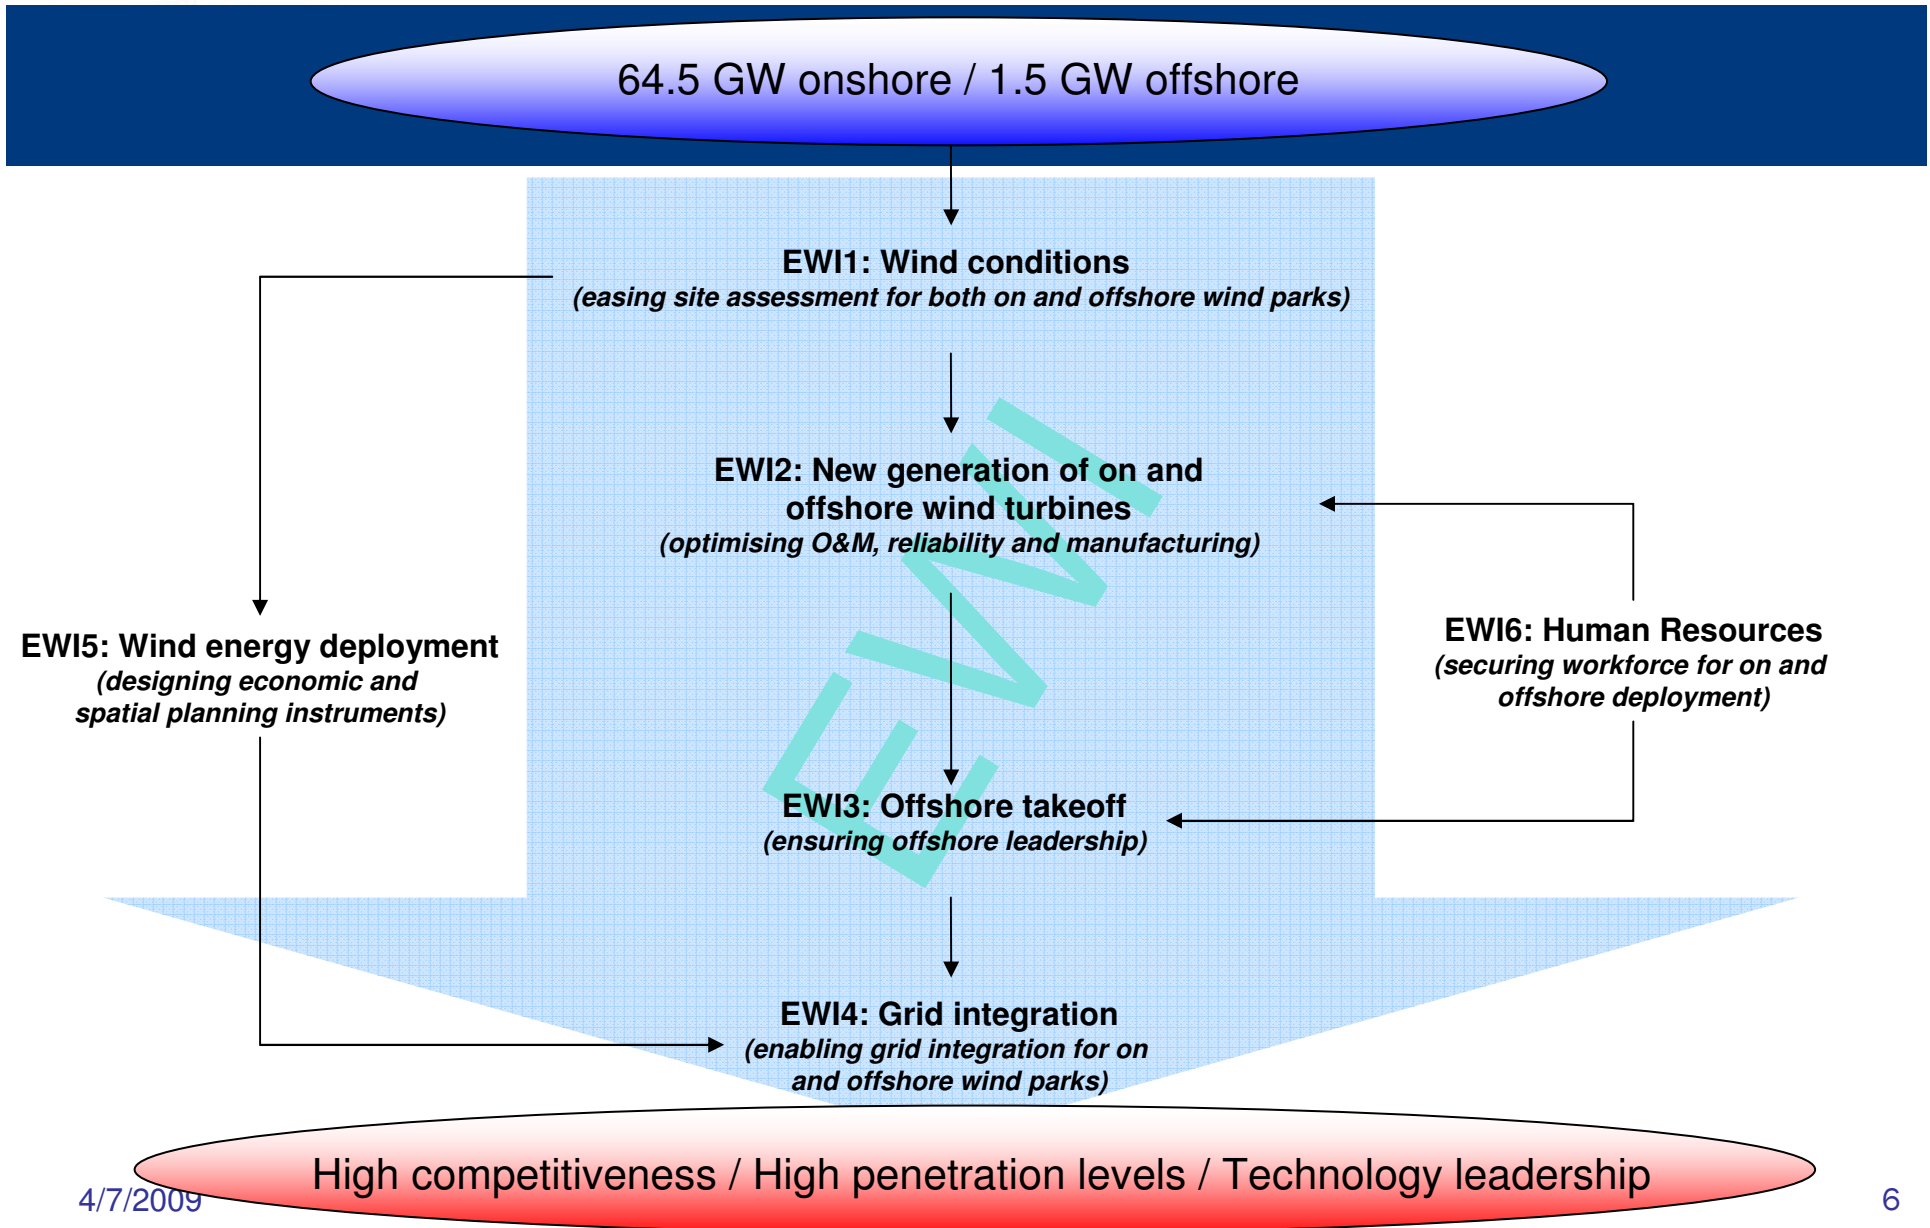 64.5 GW onshore / 1.5 GW offshore
EWI1: Wind conditions
(easing site assessment for both on and offshore wind parks)
EWI2: New generation of on and
offshore wind turbines
(optimising O&M, reliability and manufacturing)
EWI
EWI5: Wind energy deployment
(designing economic and
spatial planning instruments)
EWI6: Human Resources
(securing workforce for on and
offshore deployment)
EWI3: Offshore takeoff
(ensuring offshore leadership)
EWI4: Grid integration
(enabling grid integration for on
and offshore wind parks)
High competitiveness / High penetration levels / Technology leadership
4/7/2009
6